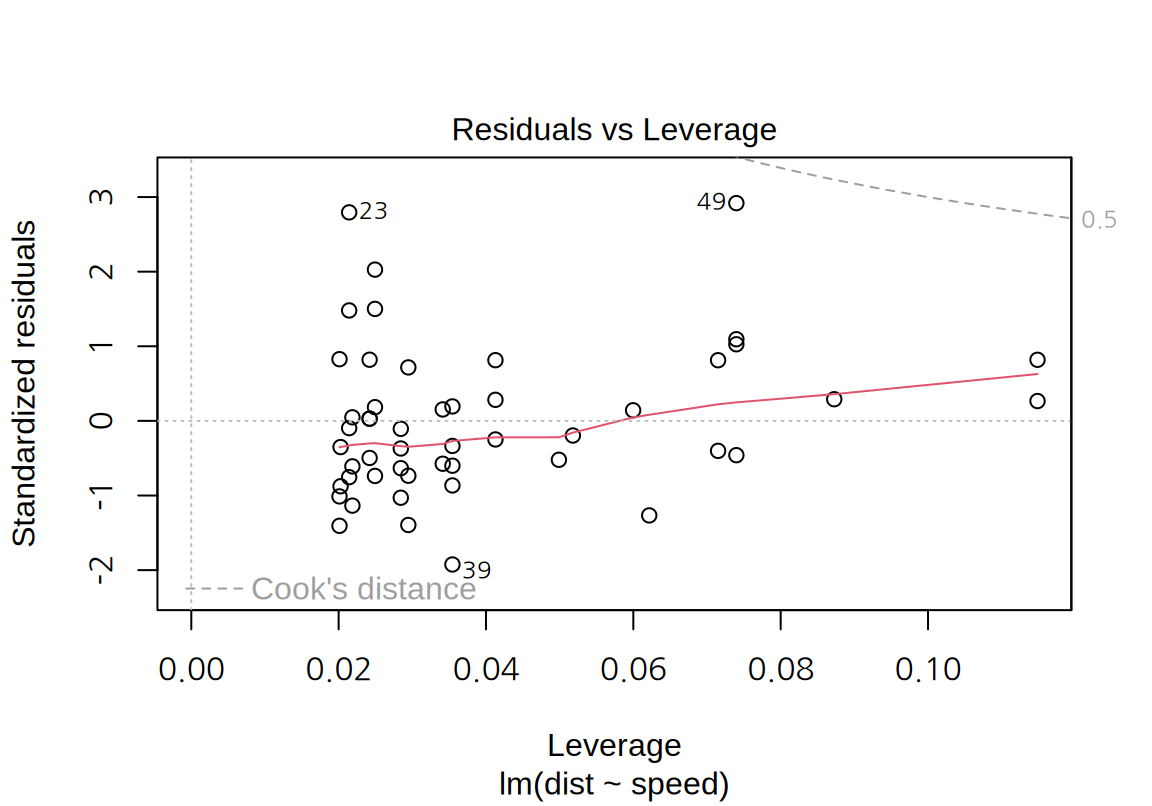 Residuals vs Leverage
Standardized residuals
3
2
1
0
-1
-2
23
49
39
0.5
Cook's distance
0.00 0.02 0.04 0.06 0.08 0.10
Leverage
lm(dist ~ speed)